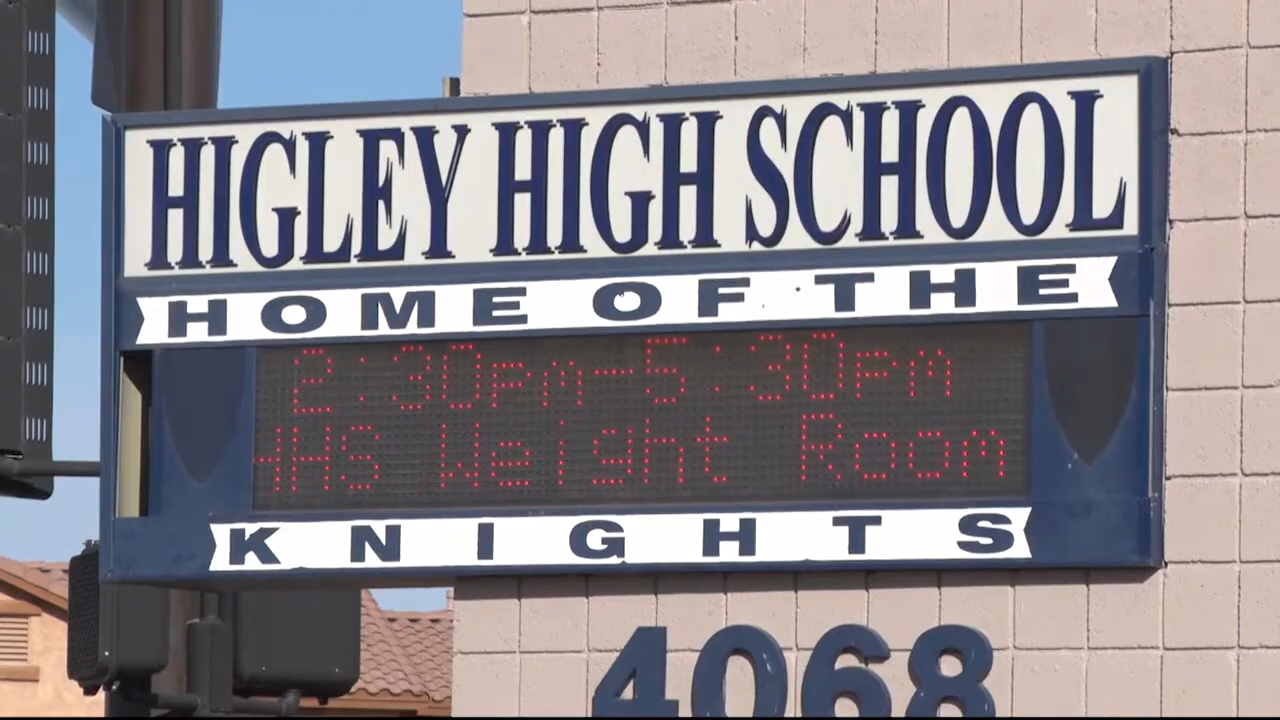 HIGLEY HIGH SCHOOL
HOME OF THE
2:30pm-5:30pm
HHS Weight Room
KNIGHTS
4068